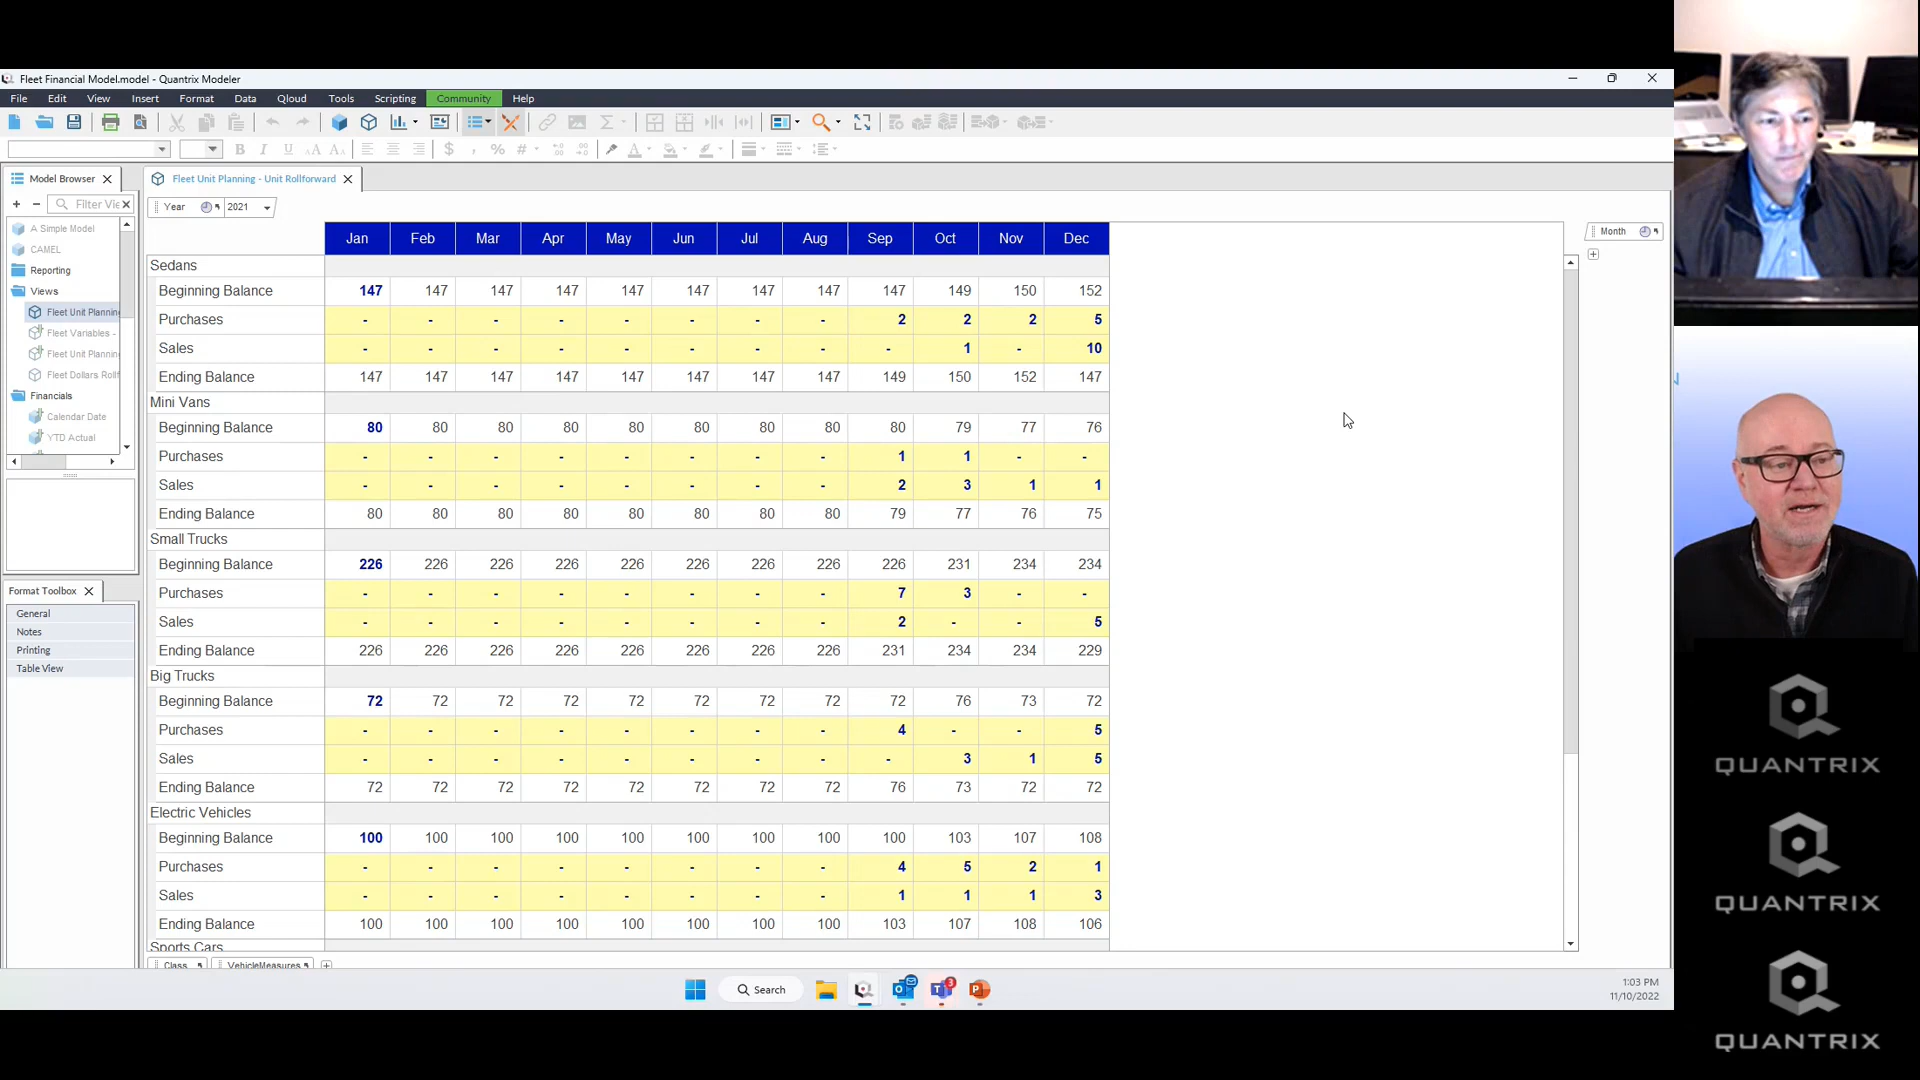 Fleet Financial Model.model - Quantrix Modeler
File Edit View Insert Format Data Qloud Tools Scripting Community Help
Model Browser
Fleet Unit Planning - Unit Rollforward
Filter Vie
Year 2021
Month
A Simple Model
CAMEL
Reporting
Views
Fleet Unit Planning
Fleet Variables -
Fleet Unit Planning
Fleet Dollars Rollf
Financials
Calendar Date
YTD Actual
Format Toolbox
General
Notes
Printing
Table View
Jan Feb Mar Apr May Jun Jul Aug Sep Oct Nov Dec
Sedans
Beginning Balance 147 147 147 147 147 147 147 147 147 149 150 152
Purchases - - - - - - - - 2 2 2 5
Sales - - - - - - - - - 1 - 10
Ending Balance 147 147 147 147 147 147 147 147 149 150 152 147
Mini Vans
Beginning Balance 80 80 80 80 80 80 80 80 80 79 77 76
Purchases - - - - - - - - 1 1 - -
Sales - - - - - - - - 2 3 1 1
Ending Balance 80 80 80 80 80 80 80 80 79 77 76 75
Small Trucks
Beginning Balance 226 226 226 226 226 226 226 226 226 231 234 234
Purchases - - - - - - - - 7 3 - -
Sales - - - - - - - - 2 - - 5
Ending Balance 226 226 226 226 226 226 226 226 231 234 234 229
Big Trucks
Beginning Balance 72 72 72 72 72 72 72 72 72 76 73 72
Purchases - - - - - - - - 4 - - 5
Sales - - - - - - - - - 3 1 5
Ending Balance 72 72 72 72 72 72 72 72 76 73 72 72
Electric Vehicles
Beginning Balance 100 100 100 100 100 100 100 100 100 103 107 108
Purchases - - - - - - - - 4 5 2 1
Sales - - - - - - - - 1 1 1 3
Ending Balance 100 100 100 100 100 100 100 100 103 107 108 106
Sports Cars
Class VehicleMeasures
Search
1:03 PM
11/10/2022
QUANTRIX
QUANTRIX
QUANTRIX